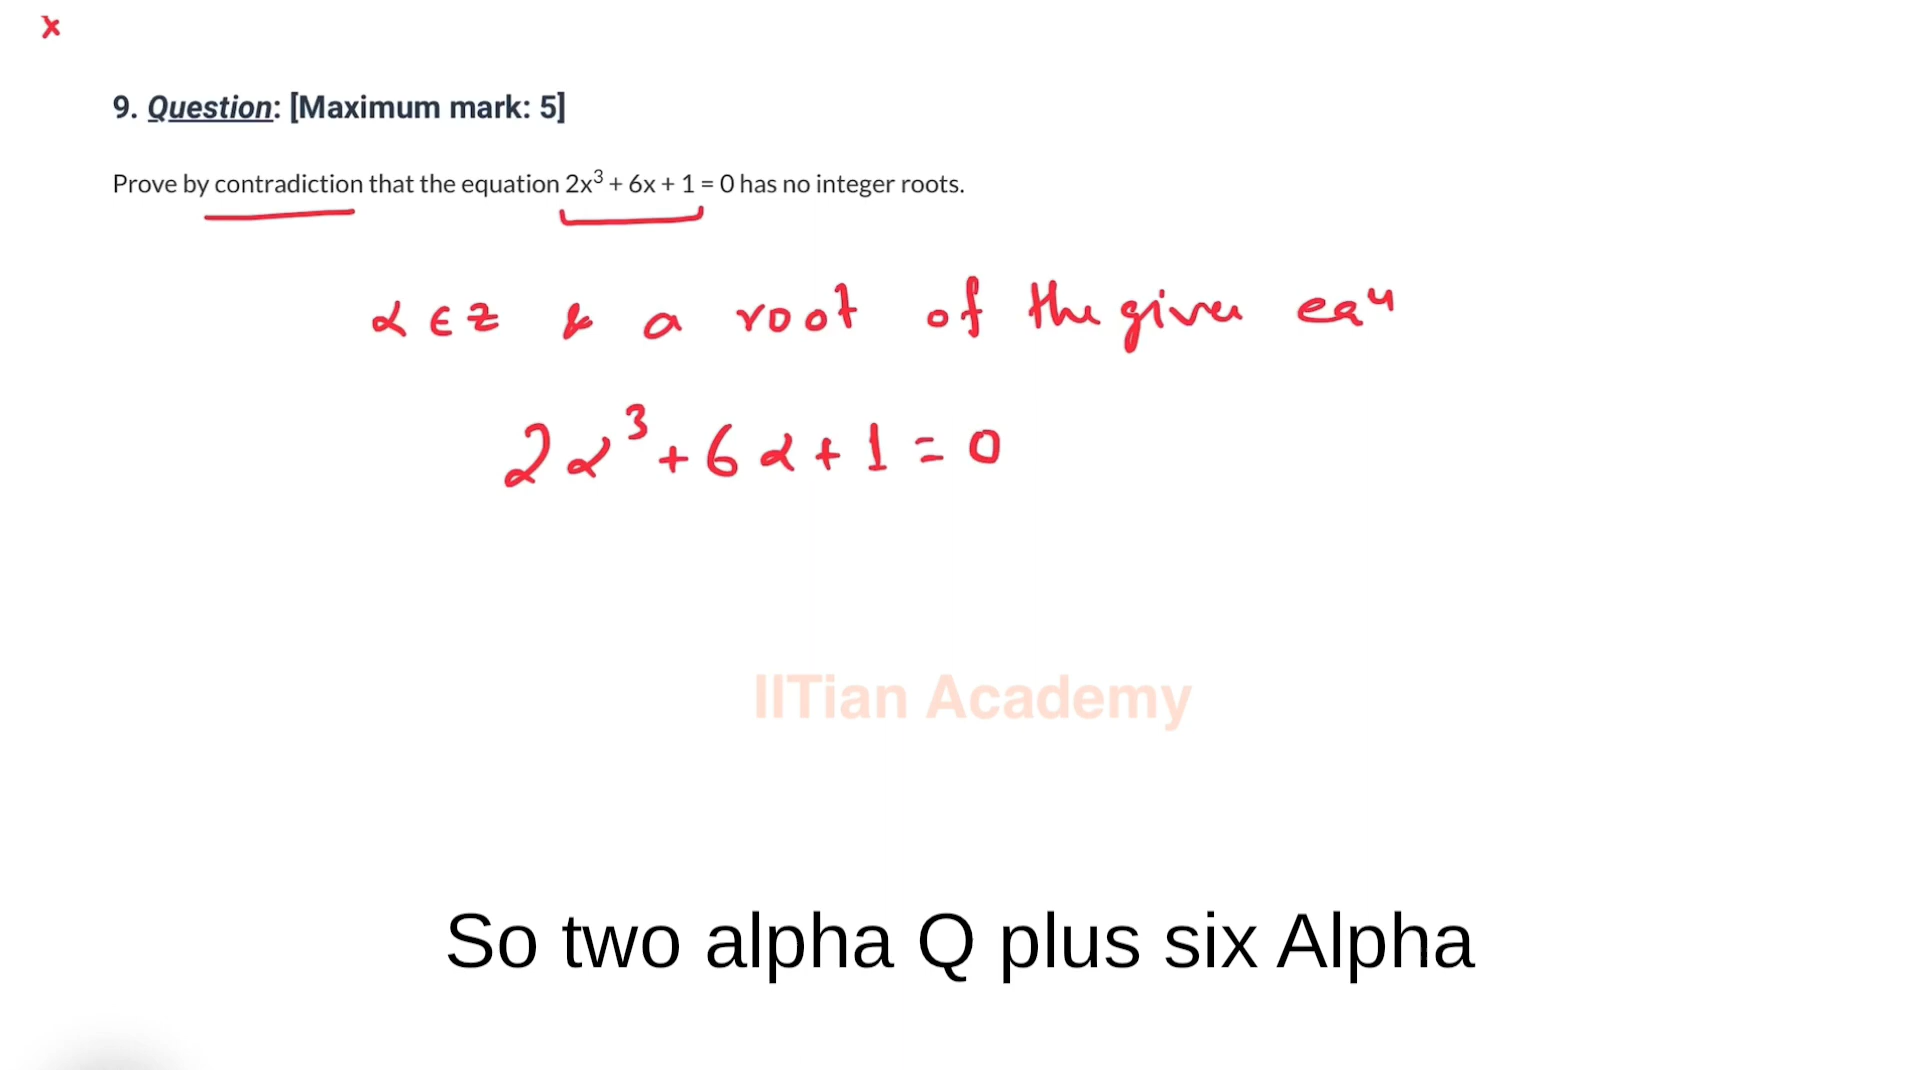 x
9. Question: [Maximum mark: 5]
Prove by contradiction that the equation 2x³ + 6x + 1 = 0 has no integer roots.
α ∈ z & a root of the given eqⁿ
2α³ + 6α + 1 = 0
IITian Academy
So two alpha Q plus six Alpha